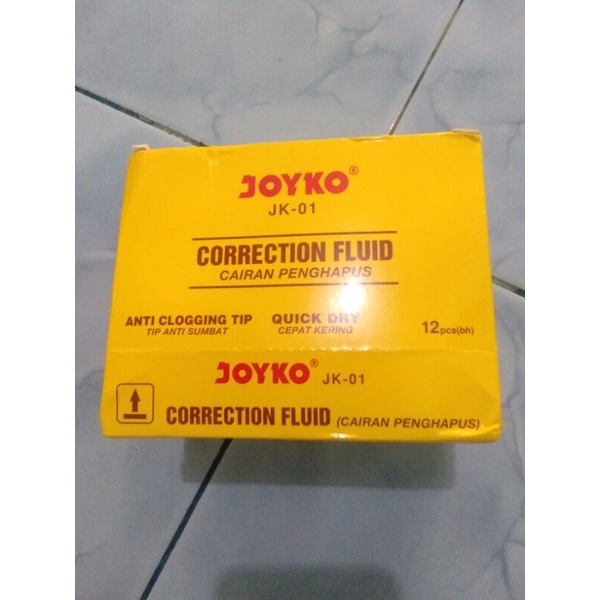 JOYKO®
JK-01
CORRECTION FLUID
CAIRAN PENGHAPUS
ANTI CLOGGING TIP
TIP ANTI SUMBAT
QUICK DRY
CEPAT KERING
12pcs(bh)
JOYKO® JK-01
CORRECTION FLUID (CAIRAN PENGHAPUS)